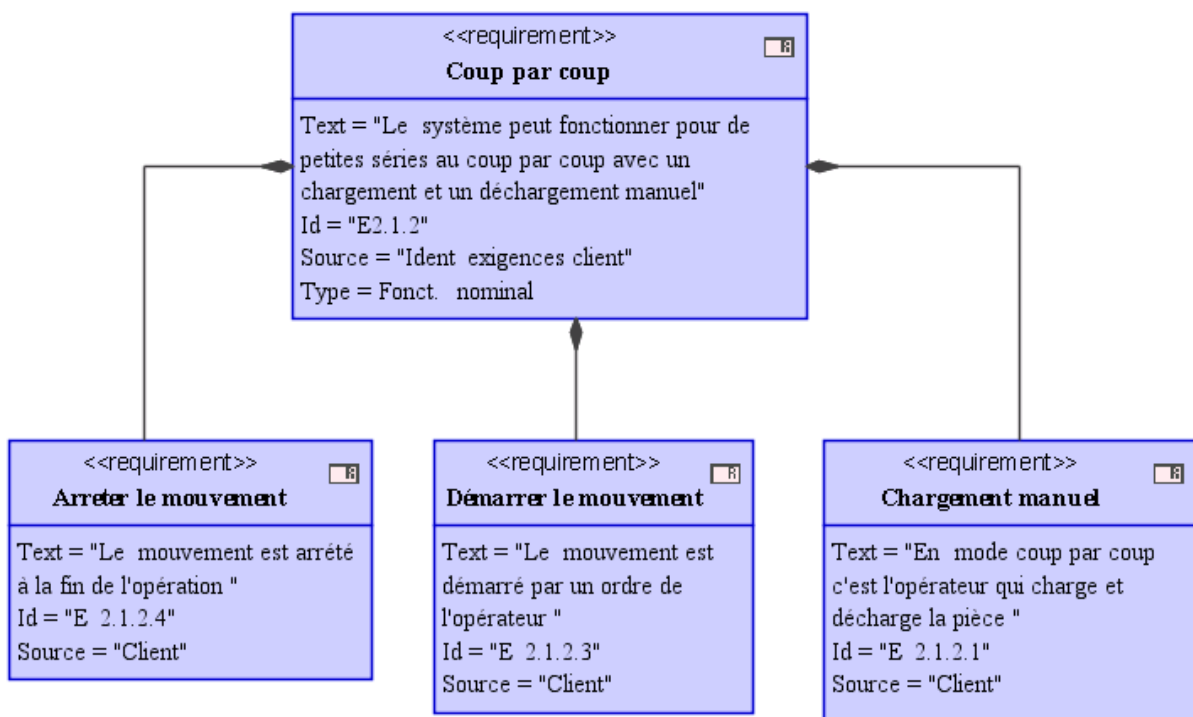 <<requirement>>
Coup par coup
Text = "Le système peut fonctionner pour de
petites séries au coup par coup avec un
chargement et un déchargement manuel"
Id = "E2.1.2"
Source = "Ident exigences client"
Type = Fonct. nominal
<<requirement>>
Arreter le mouvement
Text = "Le mouvement est arrété
à la fin de l'opération "
Id = "E 2.1.2.4"
Source = "Client"
<<requirement>>
Démarrer le mouvement
Text = "Le mouvement est
démarré par un ordre de
l'opérateur "
Id = "E 2.1.2.3"
Source = "Client"
<<requirement>>
Chargement manuel
Text = "En mode coup par coup
c'est l'opérateur qui charge et
décharge la pièce "
Id = "E 2.1.2.1"
Source = "Client"